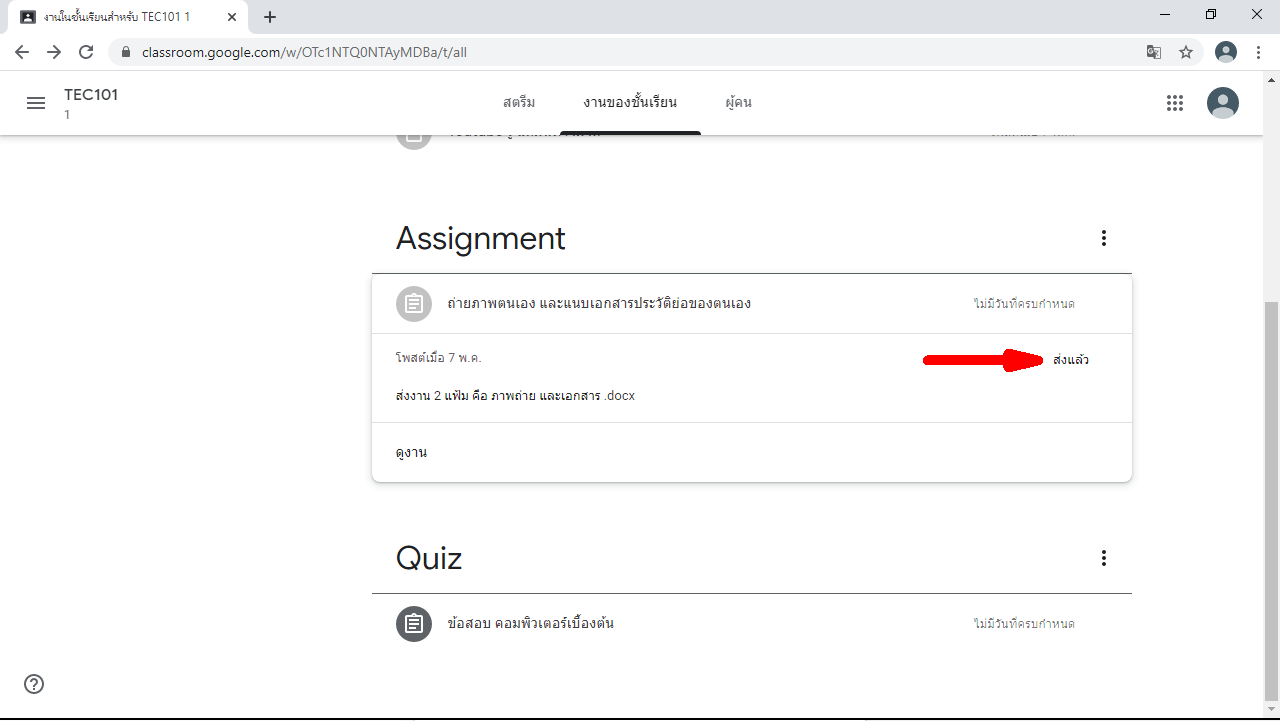 งานในชั้นเรียนสำหรับ TEC101 1
classroom.google.com/w/OTc1NTQ0NTAyMDBa/t/all
TEC101
1
สตรีม
งานของชั้นเรียน
ผู้คน
Assignment
ถ่ายภาพตนเอง และแนบเอกสารประวัติย่อของตนเอง
ไม่มีวันที่ครบกำหนด
โพสต์เมื่อ 7 พ.ค.
ส่งแล้ว
ส่งงาน 2 แฟ้ม คือ ภาพถ่าย และเอกสาร .docx
ดูงาน
Quiz
ข้อสอบ คอมพิวเตอร์เบื้องต้น
ไม่มีวันที่ครบกำหนด